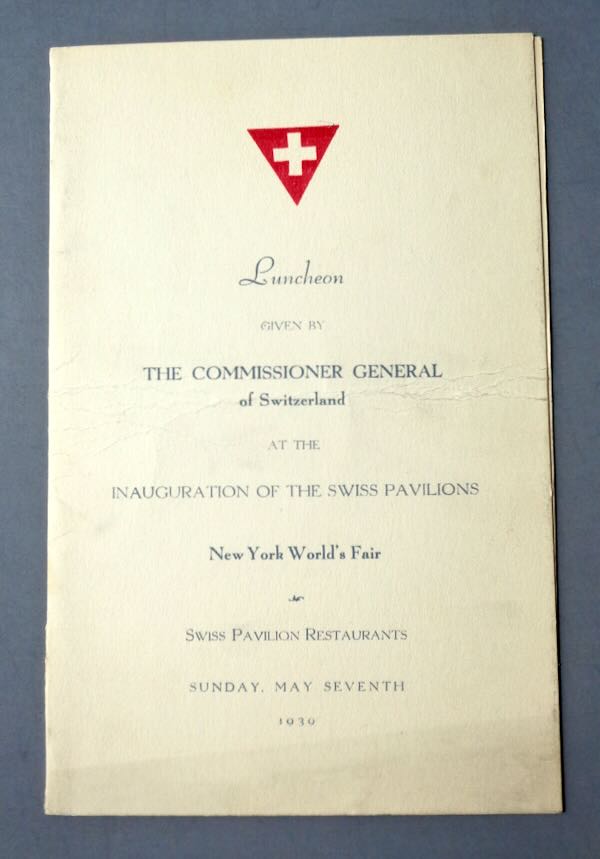 Luncheon
GIVEN BY
THE COMMISSIONER GENERAL
of Switzerland
AT THE
INAUGURATION OF THE SWISS PAVILIONS
New York World's Fair
SWISS PAVILION RESTAURANTS
SUNDAY, MAY SEVENTH
1939